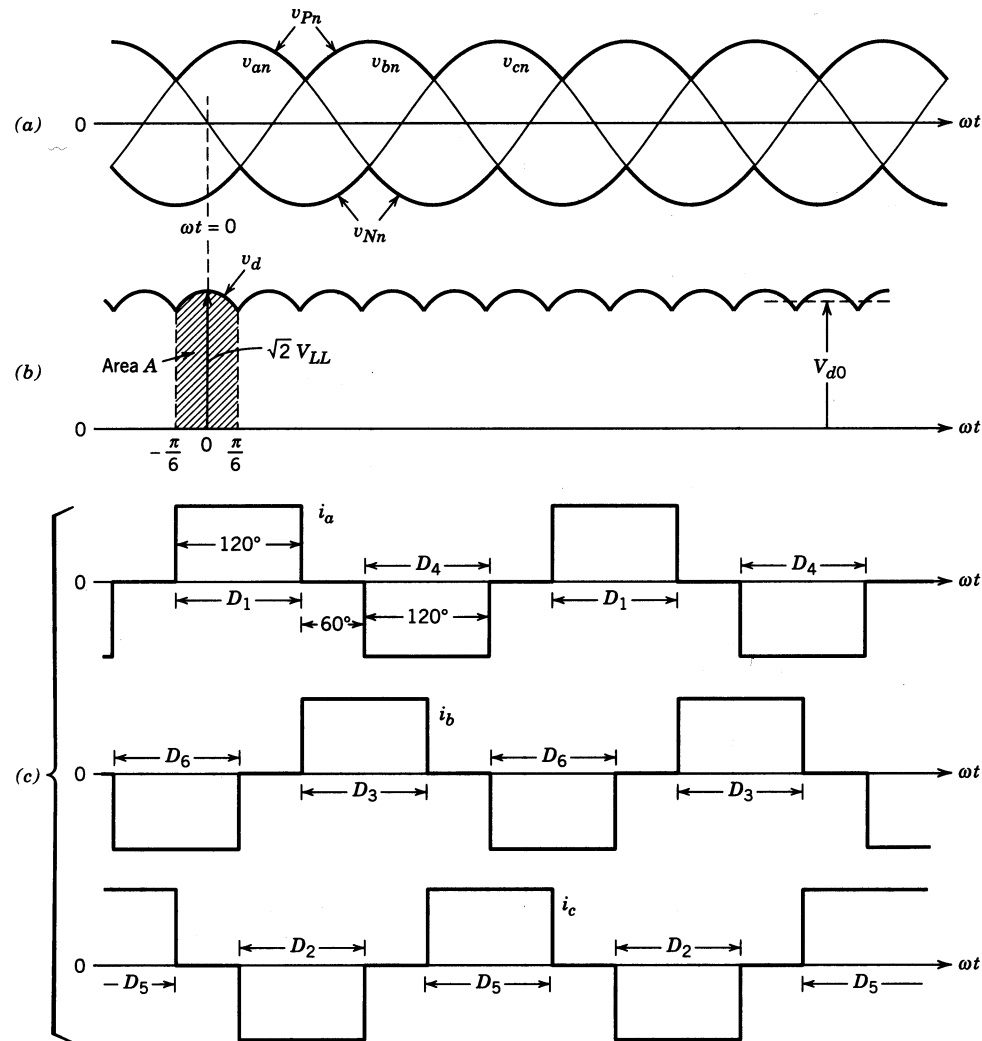 v_Pn
v_an v_bn v_cn
(a) 0 ωt
ωt = 0
v_Nn
v_d
Area A √2 V_LL
(b) V_d0
0 ωt
-π/6 0 π/6
i_a
120° D_4 D_4
0 ωt
D_1 D_1
60° 120°
i_b
D_6 D_6
(c) 0 ωt
D_3 D_3
i_c
D_2 D_2
0 ωt
D_5 D_5 D_5